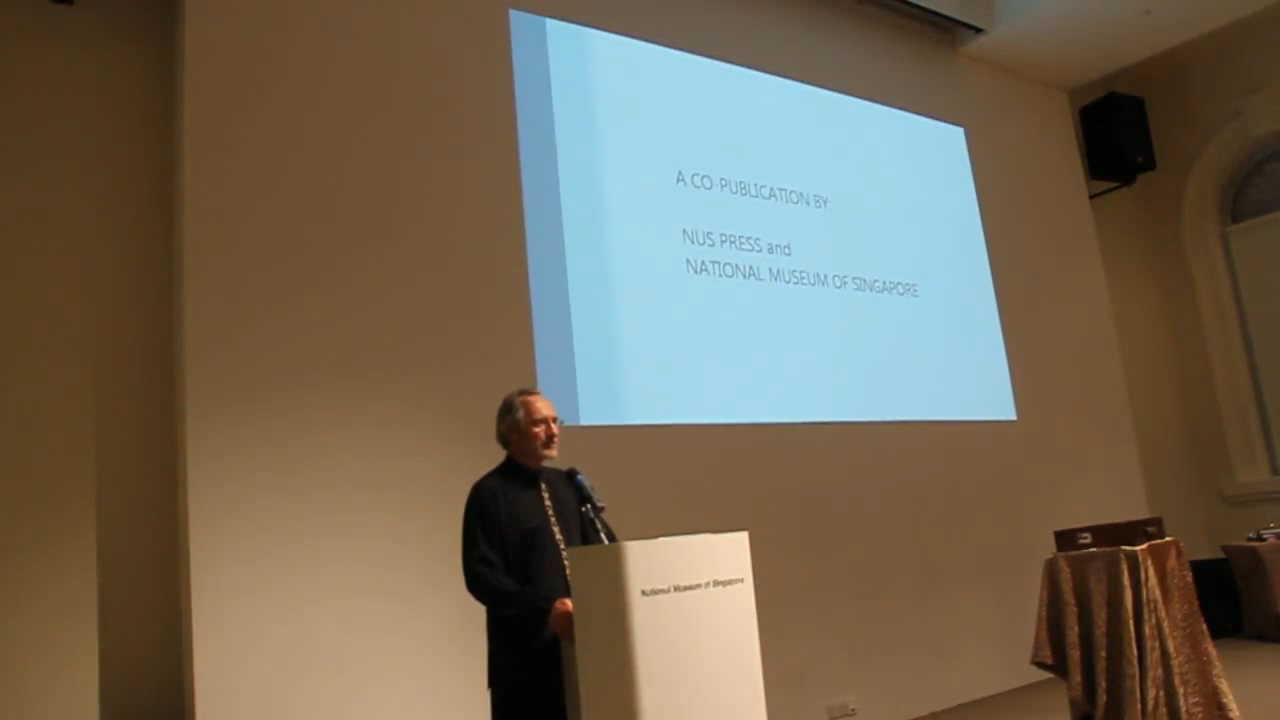 A CO-PUBLICATION BY:
NUS PRESS and
NATIONAL MUSEUM OF SINGAPORE
National Museum of Singapore